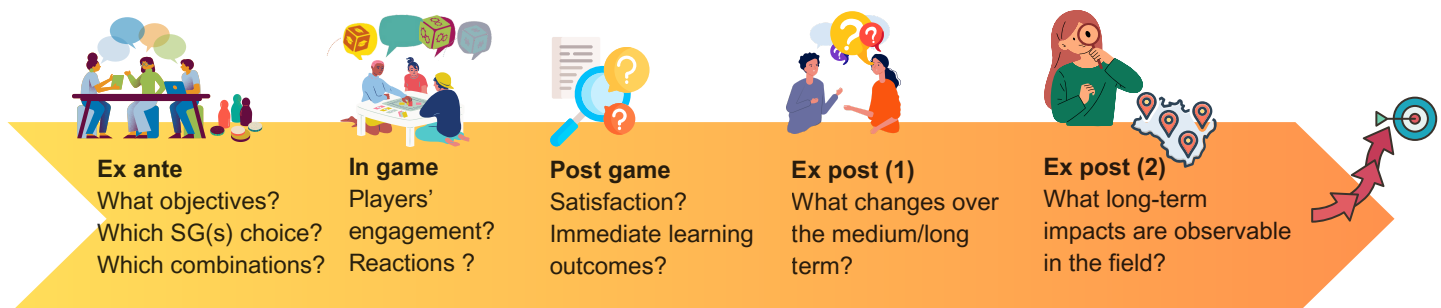 Ex ante
What objectives?
Which SG(s) choice?
Which combinations?
In game
Players'
engagement?
Reactions ?
Post game
Satisfaction?
Immediate learning
outcomes?
Ex post (1)
What changes over
the medium/long
term?
Ex post (2)
What long-term
impacts are observable
in the field?